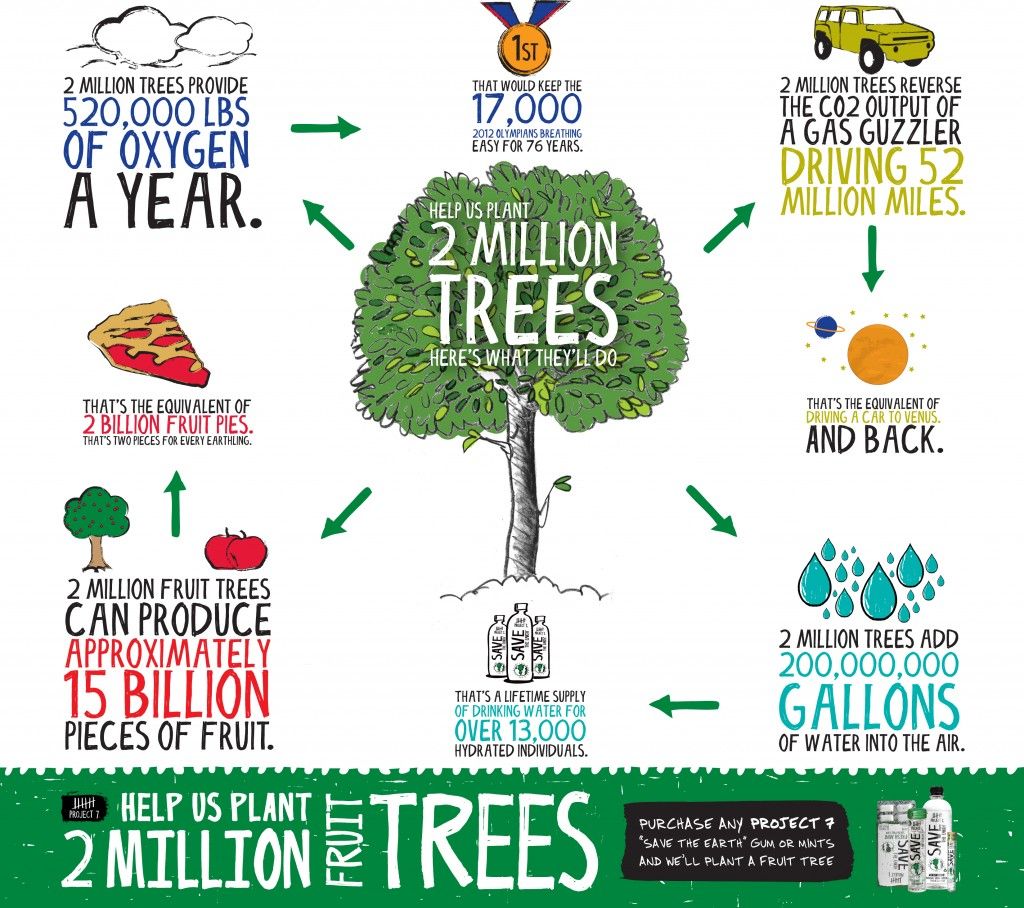 2 MILLION TREES PROVIDE
520,000 LBS
OF OXYGEN
A YEAR.
1ST
THAT WOULD KEEP THE
17,000
2012 OLYMPIANS BREATHING
EASY FOR 76 YEARS.
2 MILLION TREES REVERSE
THE CO2 OUTPUT OF
A GAS GUZZLER
DRIVING 52
MILLION MILES.
HELP US PLANT
2 MILLION
TREES
HERE'S WHAT THEY'LL DO
THAT'S THE EQUIVALENT OF
2 BILLION FRUIT PIES.
THAT'S TWO PIECES FOR EVERY EARTHLING.
THAT'S THE EQUIVALENT OF
DRIVING A CAR TO VENUS.
AND BACK.
2 MILLION FRUIT TREES
CAN PRODUCE
APPROXIMATELY
15 BILLION
PIECES OF FRUIT.
SAVE
SAVE
SAVE
THAT'S A LIFETIME SUPPLY
OF DRINKING WATER FOR
OVER 13,000
HYDRATED INDIVIDUALS.
2 MILLION TREES ADD
200,000,000
GALLONS
OF WATER INTO THE AIR.
PROJECT 7
HELP US PLANT
2 MILLION
FRUIT
TREES
PURCHASE ANY PROJECT 7
"SAVE THE EARTH" GUM OR MINTS
AND WE'LL PLANT A FRUIT TREE
SAVE
SAVE
SAVE